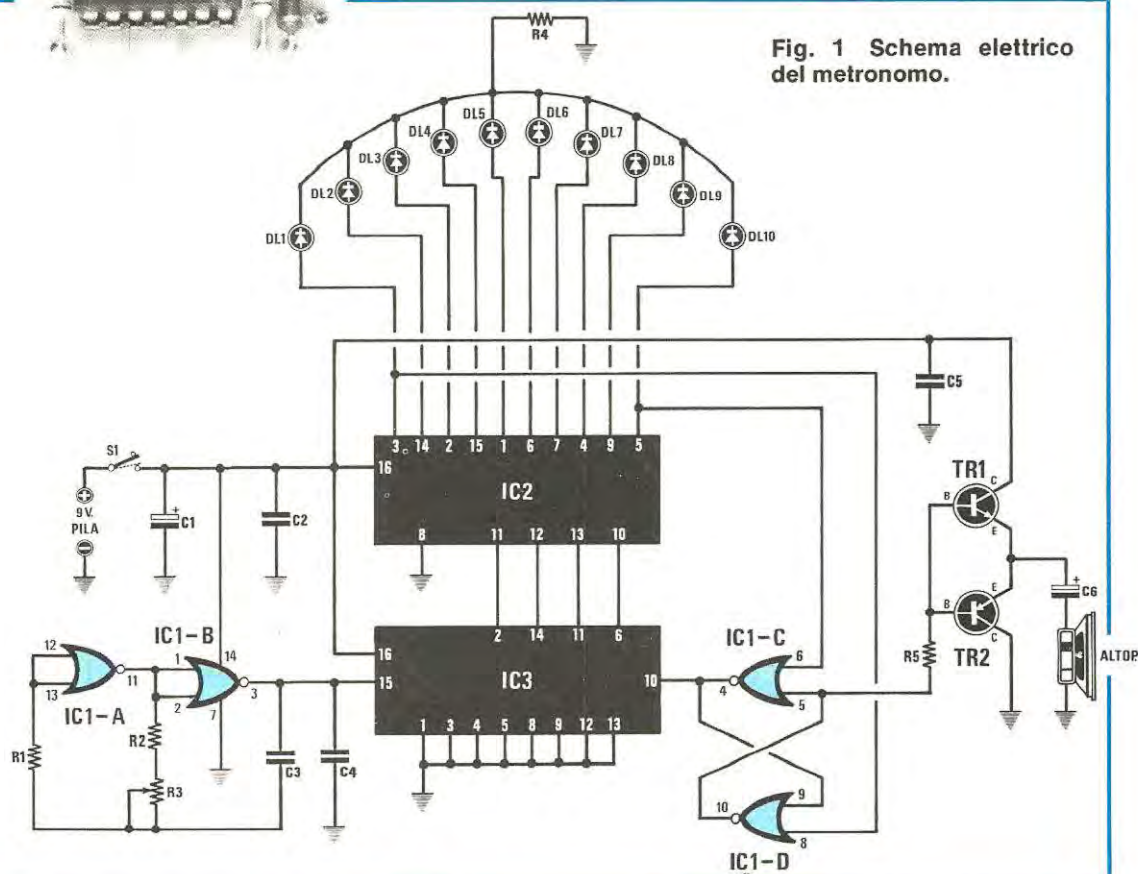 R4
Fig. 1 Schema elettrico
del metronomo.
DL5
DL6
DL4
DL7
DL3
DL8
DL2
DL9
DL1
DL10
C5
3 14 2 15 1 6 7 4 9 5
S1
16
IC2
TR1
B
C
E
9V.
PILA
C1
C2
8 11 12 13 10
E
B
C
C6
TR2
R5
ALTOP.
IC1-B
2 14 11 6
IC1-C
12
13
11
IC1-A
1
2
14
7
3
16
15
IC3
10
4
6
5
1 3 4 5 8 9 12 13
R1
R2
R3
C3
C4
10
9
8
IC1-D